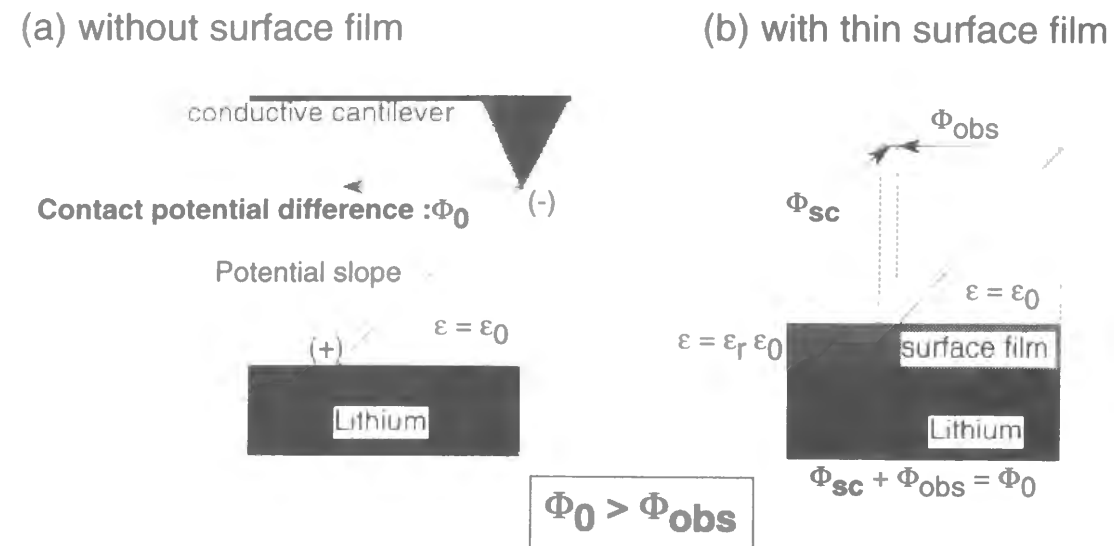 (a) without surface film
conductive cantilever
Contact potential difference :Φ0
(-)
Potential slope
ε = ε0
(+)
Lithium
(b) with thin surface film
Φobs
Φsc
ε = ε0
ε = εr ε0
surface film
Lithium
Φsc + Φobs = Φ0
Φ0 > Φobs